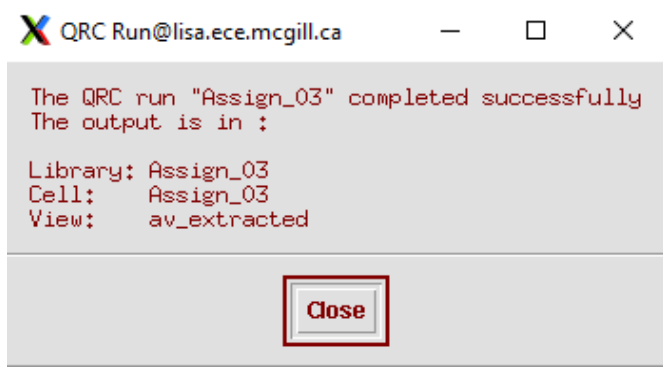 QRC Run@lisa.ece.mcgill.ca
The QRC run "Assign_03" completed successfully
The output is in :
Library: Assign_03
Cell: Assign_03
View: av_extracted
Close